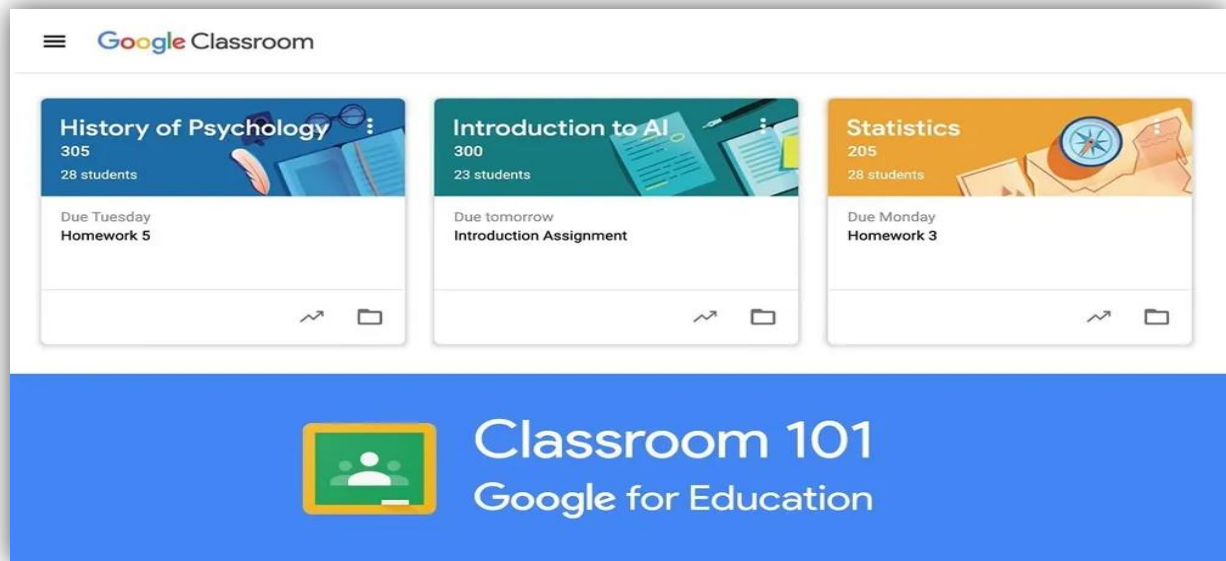 Google Classroom
History of Psychology
305
28 students
Due Tuesday
Homework 5
Introduction to AI
300
23 students
Due tomorrow
Introduction Assignment
Statistics
205
28 students
Due Monday
Homework 3
Classroom 101
Google for Education